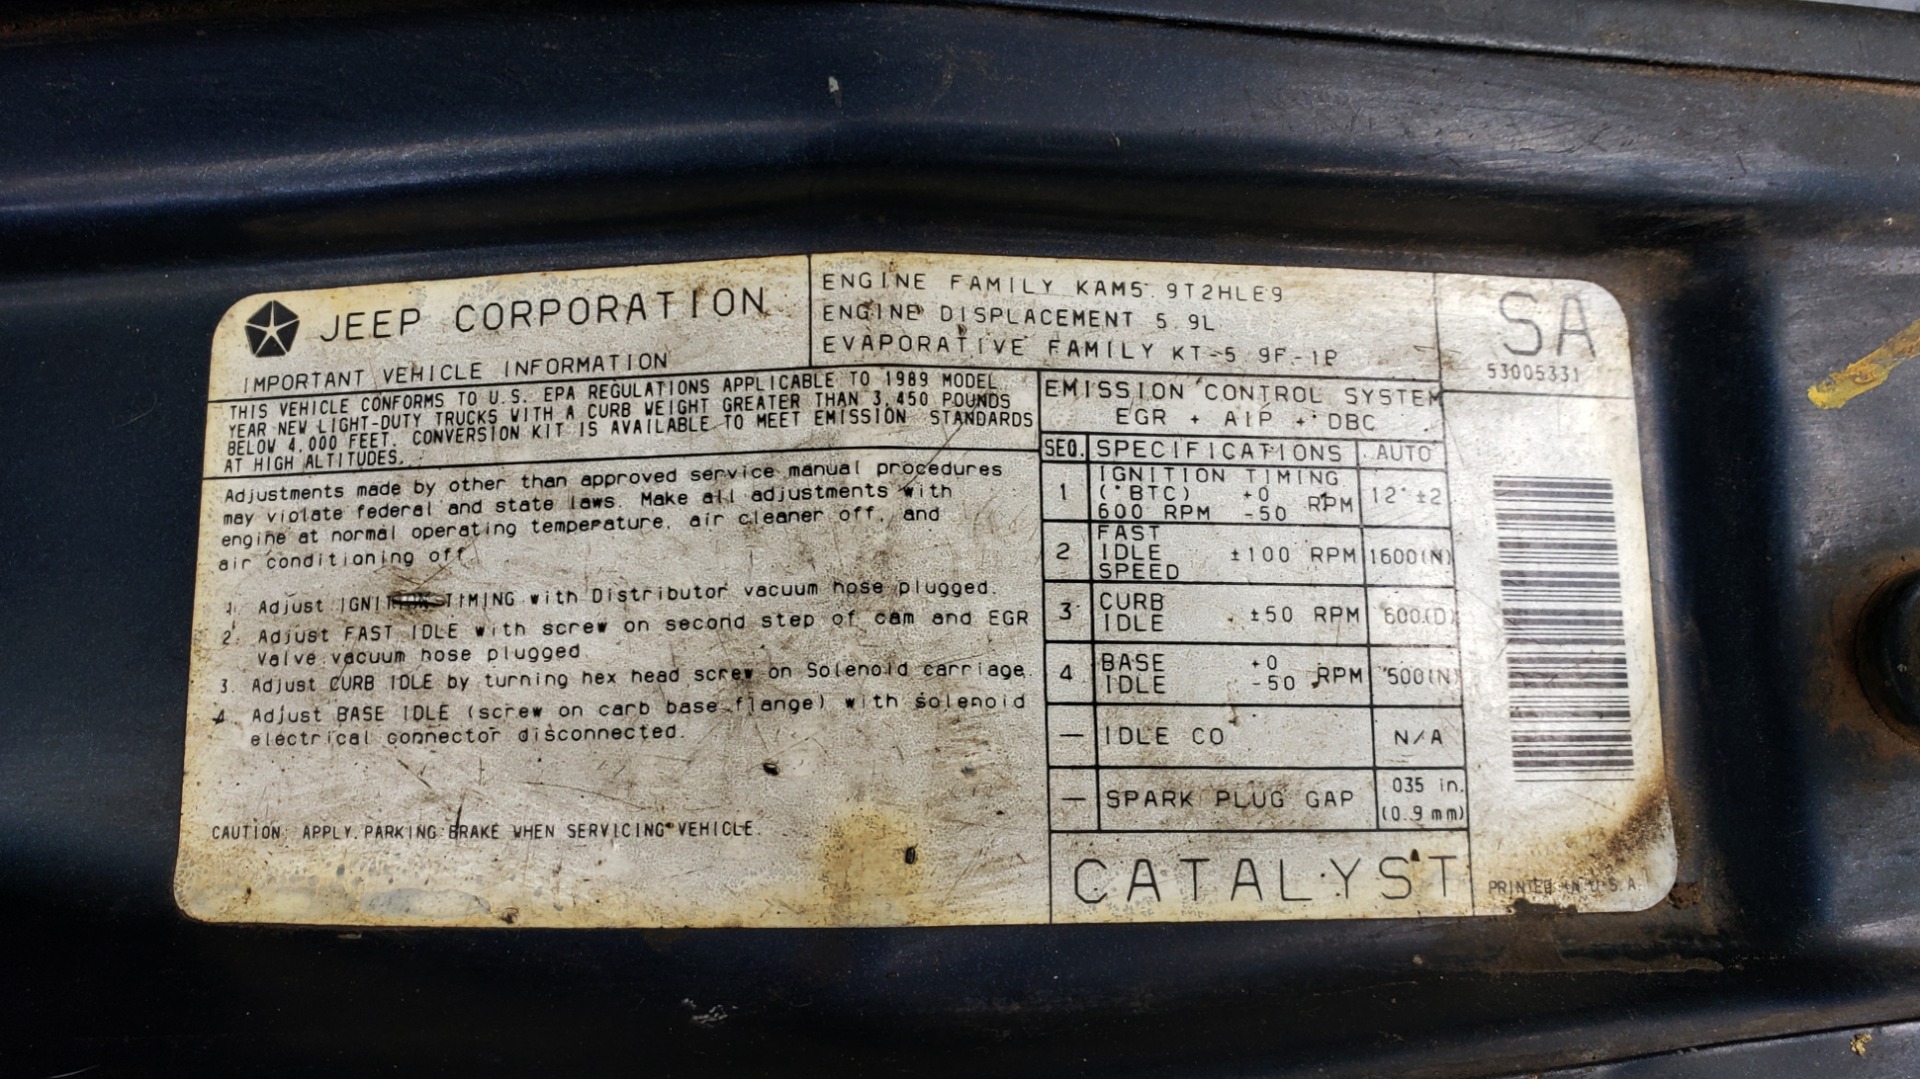 JEEP CORPORATION
IMPORTANT VEHICLE INFORMATION
ENGINE FAMILY KAM5.9T2HLE9
ENGINE DISPLACEMENT 5.9L
EVAPORATIVE FAMILY KT-5.9F-1P
SA
53005331
THIS VEHICLE CONFORMS TO U.S. EPA REGULATIONS APPLICABLE TO 1989 MODEL
YEAR NEW LIGHT-DUTY TRUCKS WITH A CURB WEIGHT GREATER THAN 3,450 POUNDS
BELOW 4,000 FEET. CONVERSION KIT IS AVAILABLE TO MEET EMISSION STANDARDS
AT HIGH ALTITUDES.
Adjustments made by other than approved service manual procedures
may violate federal and state laws. Make all adjustments with
engine at normal operating temperature, air cleaner off, and
air conditioning off.
1. Adjust IGNITION TIMING with Distributor vacuum hose plugged.
2. Adjust FAST IDLE with screw on second step of cam and EGR
Valve vacuum hose plugged.
3. Adjust CURB IDLE by turning hex head screw on Solenoid carriage.
4. Adjust BASE IDLE (screw on carb base flange) with solenoid
electrical connector disconnected.
CAUTION: APPLY PARKING BRAKE WHEN SERVICING VEHICLE.
EMISSION CONTROL SYSTEM
EGR + AIP + DBC
SEQ. SPECIFICATIONS AUTO
1 IGNITION TIMING
(°BTC) +0 RPM 12° ±2
600 RPM -50
2 FAST
IDLE ±100 RPM 1600(N)
SPEED
3 CURB
IDLE ±50 RPM 600(D)
4 BASE +0 RPM 500(N)
IDLE -50
— IDLE CO N/A
— SPARK PLUG GAP .035 in.
(0.9 mm)
CATALYST
PRINTED IN U.S.A.